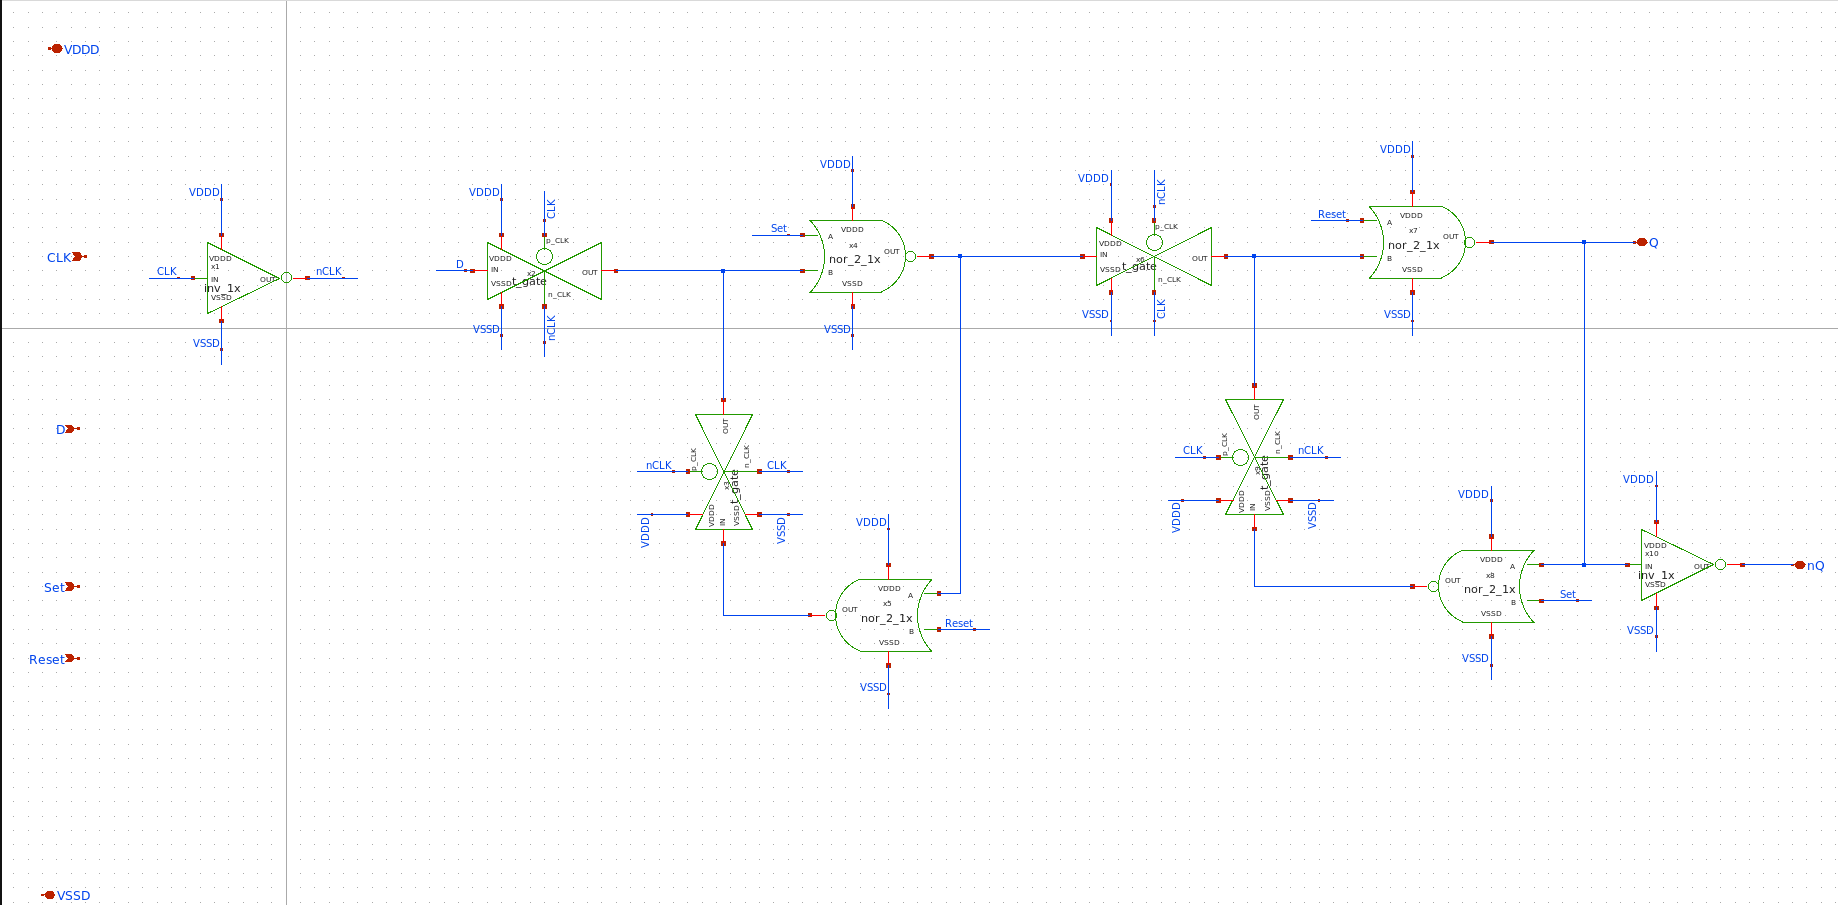 VDDD
CLK
D
Set
Reset
VSSD
VDDD
CLK
VDDD
x1
IN
OUT
inv_1x
VSSD
nCLK
VSSD
VDDD
CLK
D
p_CLK
VDDD
IN
x2
OUT
VSSD
t_gate
n_CLK
VSSD
nCLK
VDDD
Set
A
VDDD
x4
OUT
nor_2_1x
B
VSSD
VSSD
VDDD
nCLK
p_CLK
VDDD
IN
x6
OUT
VSSD
t_gate
n_CLK
VSSD
CLK
VDDD
Reset
A
VDDD
x7
OUT
nor_2_1x
B
VSSD
VSSD
Q
OUT
nCLK
p_CLK
n_CLK
CLK
x3
t_gate
VDDD
IN
VSSD
VDDD
VSSD
VDDD
VDDD
A
x5
OUT
nor_2_1x
B
Reset
VSSD
VSSD
OUT
CLK
p_CLK
n_CLK
nCLK
x9
t_gate
VDDD
IN
VSSD
VDDD
VSSD
VDDD
VDDD
A
x8
OUT
nor_2_1x
B
Set
VSSD
VSSD
VDDD
VDDD
x10
IN
OUT
inv_1x
VSSD
nQ
VSSD